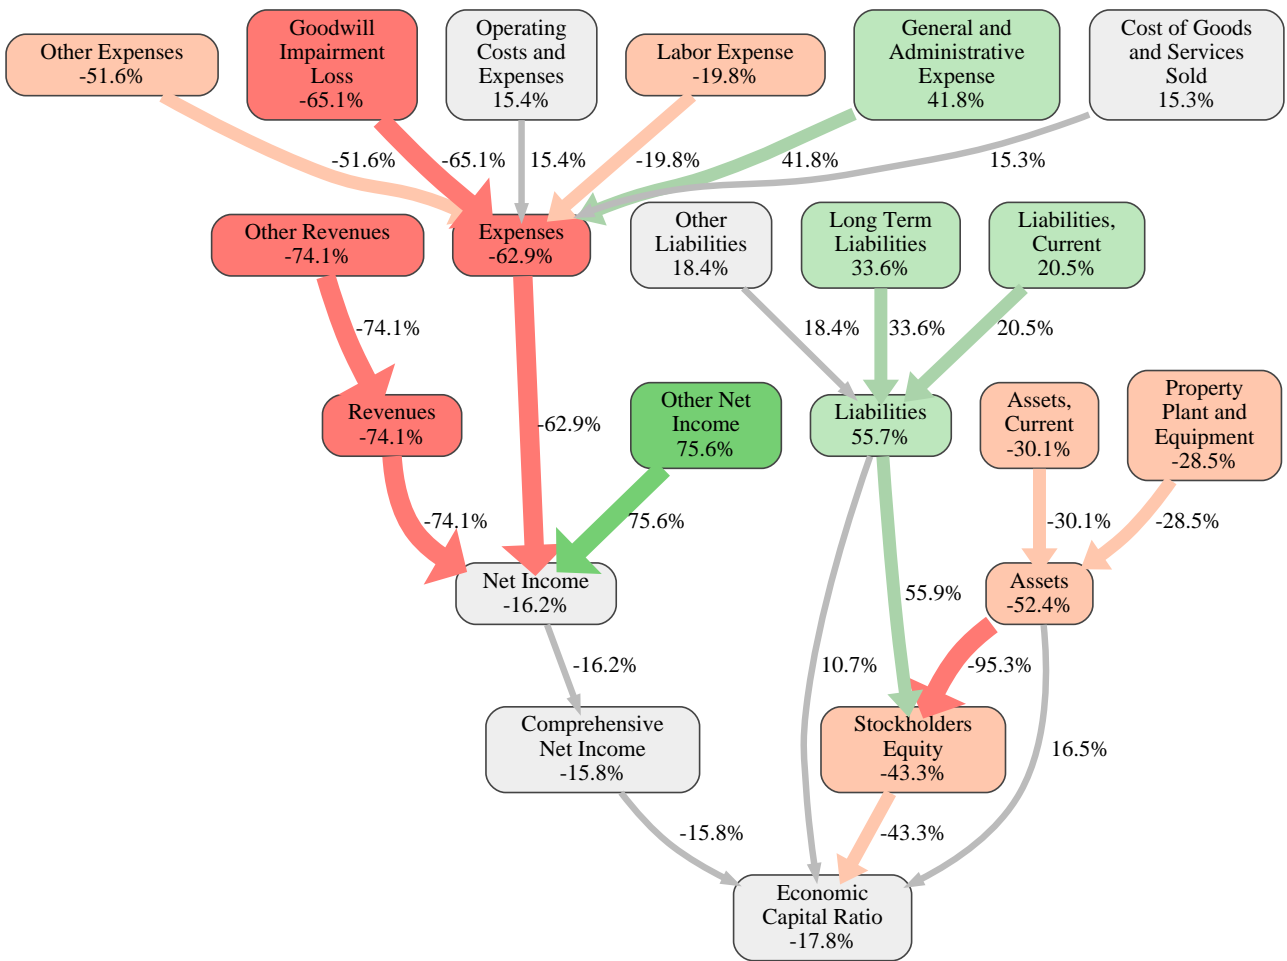 Other Expenses
-51.6%
Goodwill
Impairment
Loss
-65.1%
Operating
Costs and
Expenses
15.4%
Labor Expense
-19.8%
General and
Administrative
Expense
41.8%
Cost of Goods
and Services
Sold
15.3%
-51.6%
-65.1%
15.4%
-19.8%
41.8%
15.3%
Other Revenues
-74.1%
Expenses
-62.9%
Other
Liabilities
18.4%
Long Term
Liabilities
33.6%
Liabilities,
Current
20.5%
-74.1%
18.4%
33.6%
20.5%
Revenues
-74.1%
-62.9%
Other Net
Income
75.6%
Liabilities
55.7%
Assets,
Current
-30.1%
Property
Plant and
Equipment
-28.5%
-74.1%
75.6%
-30.1%
-28.5%
Net Income
-16.2%
55.9%
Assets
-52.4%
-16.2%
10.7%
-95.3%
Comprehensive
Net Income
-15.8%
Stockholders
Equity
-43.3%
16.5%
-15.8%
-43.3%
Economic
Capital Ratio
-17.8%